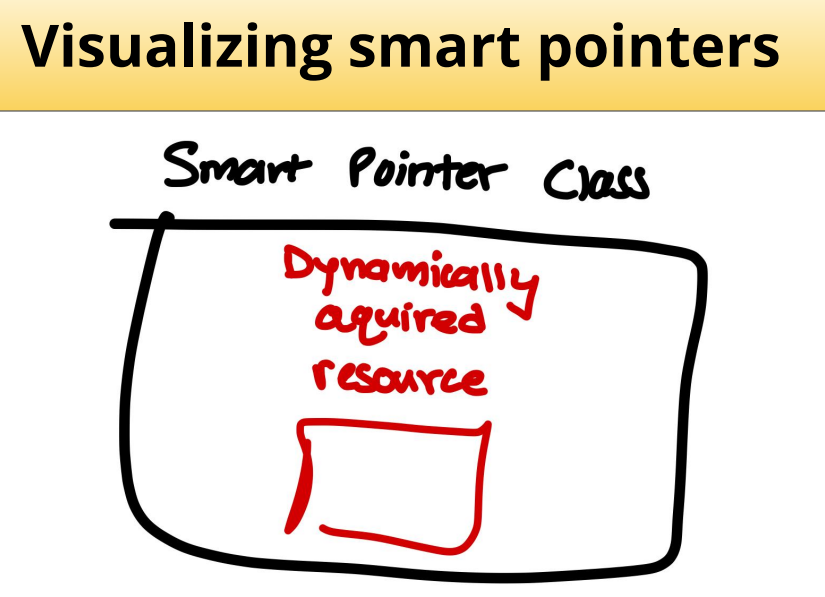 Visualizing smart pointers
Smart Pointer Class
Dynamically
aquired
resource